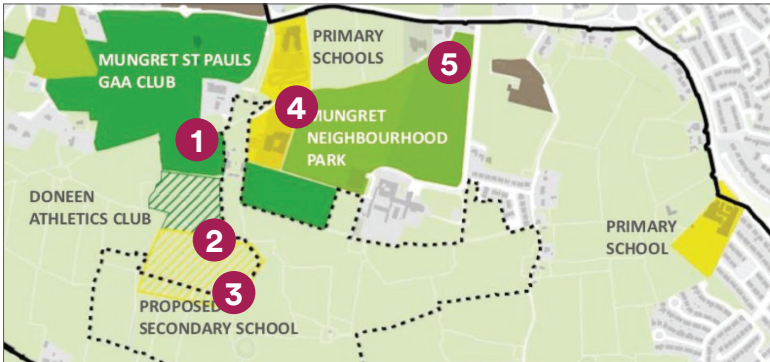 PRIMARY
SCHOOLS
MUNGRET ST PAULS
GAA CLUB
5
4
MUNGRET
NEIGHBOURHOOD
PARK
1
DONEEN
ATHLETICS CLUB
2
PRIMARY
SCHOOL
3
PROPOSED
SECONDARY SCHOOL